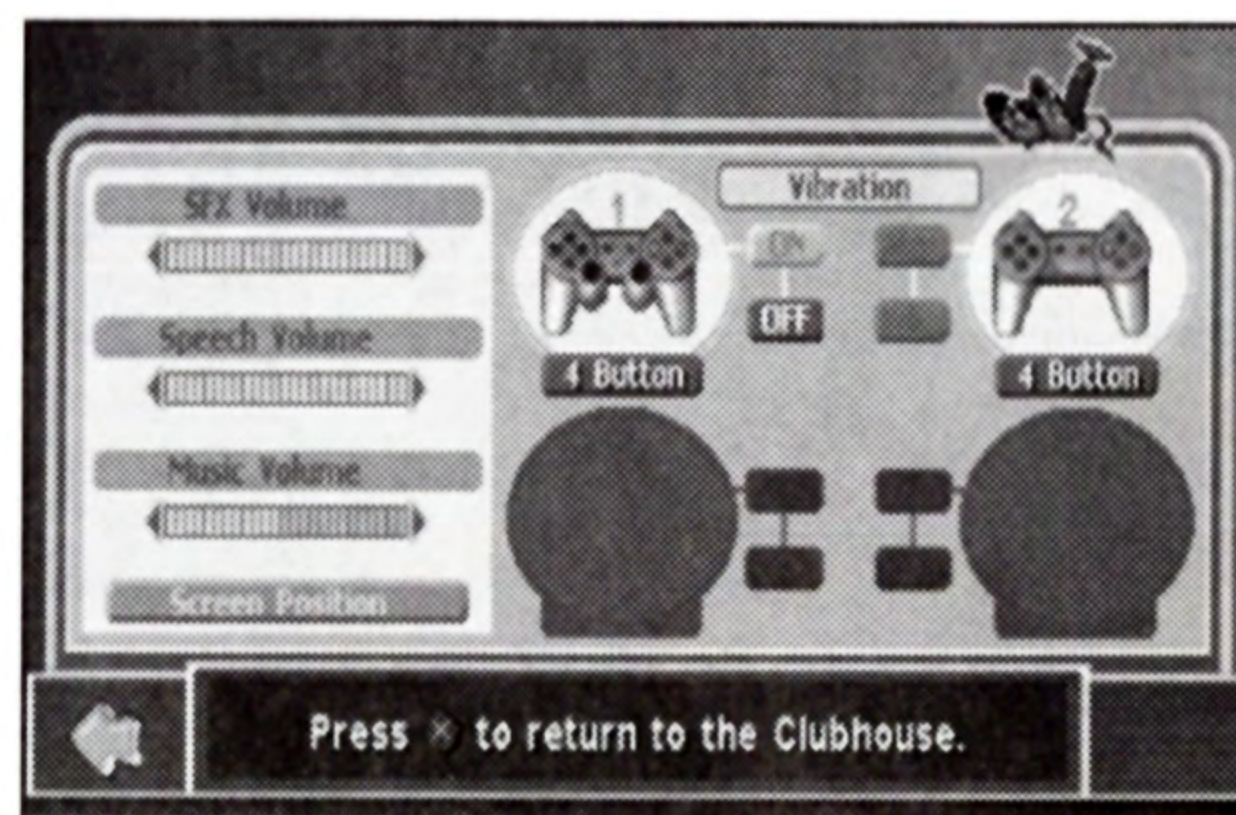 SFX Volume
Speech Volume
Music Volume
Screen Position
1
Vibration
2
ON
OFF
4 Button
4 Button
Press × to return to the Clubhouse.